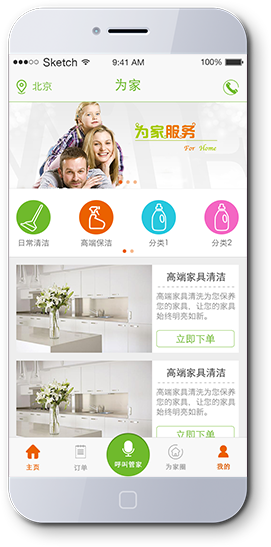 Sketch 9:41 AM 100%
北京 为家
为家服务
For Home
日常清洁 高端保洁 分类1 分类2
高端家具清洁
高端家具清洗为您保养
您的家具、让您的家具
始终明亮如新。
立即下单
高端家具清洁
高端家具清洗为您保养
您的家具、让您的家具
始终明亮如新。
立即下单
主页 订单 呼叫管家 为家圈 我的